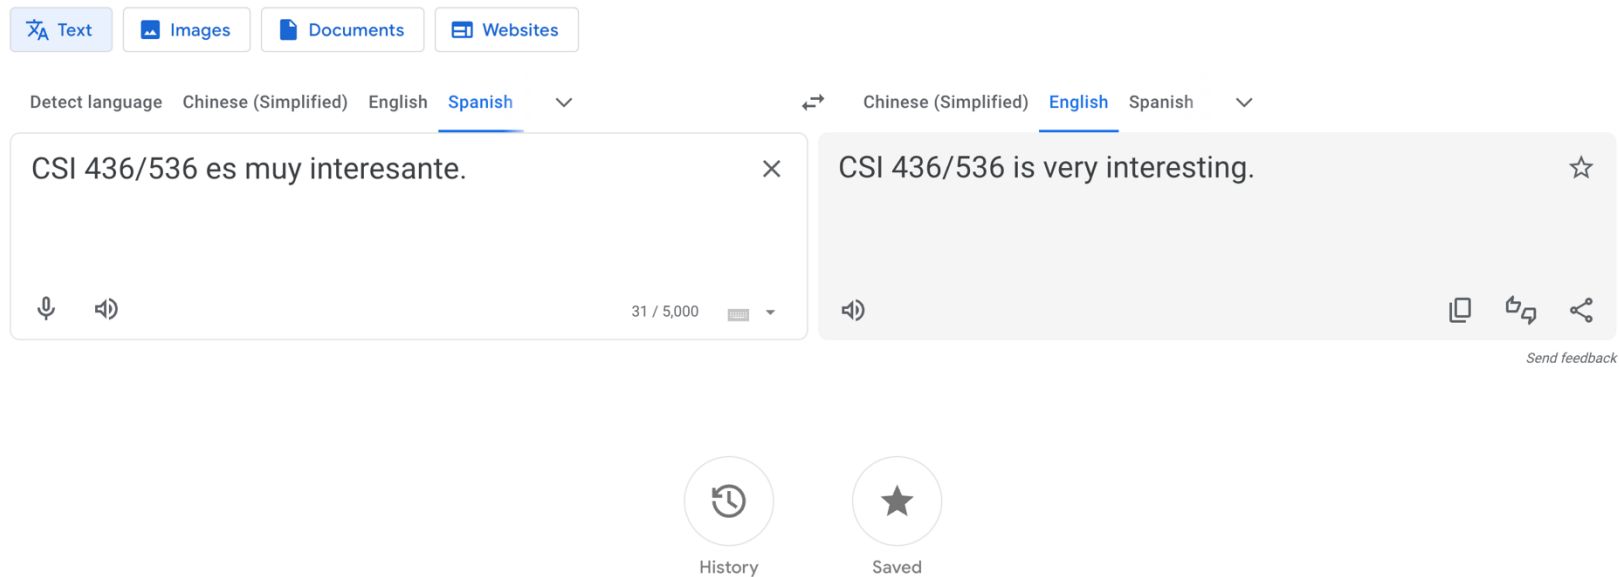 Text Images Documents Websites
Detect language Chinese (Simplified) English Spanish
Chinese (Simplified) English Spanish
CSI 436/536 es muy interesante.
CSI 436/536 is very interesting.
31 / 5,000
Send feedback
History Saved